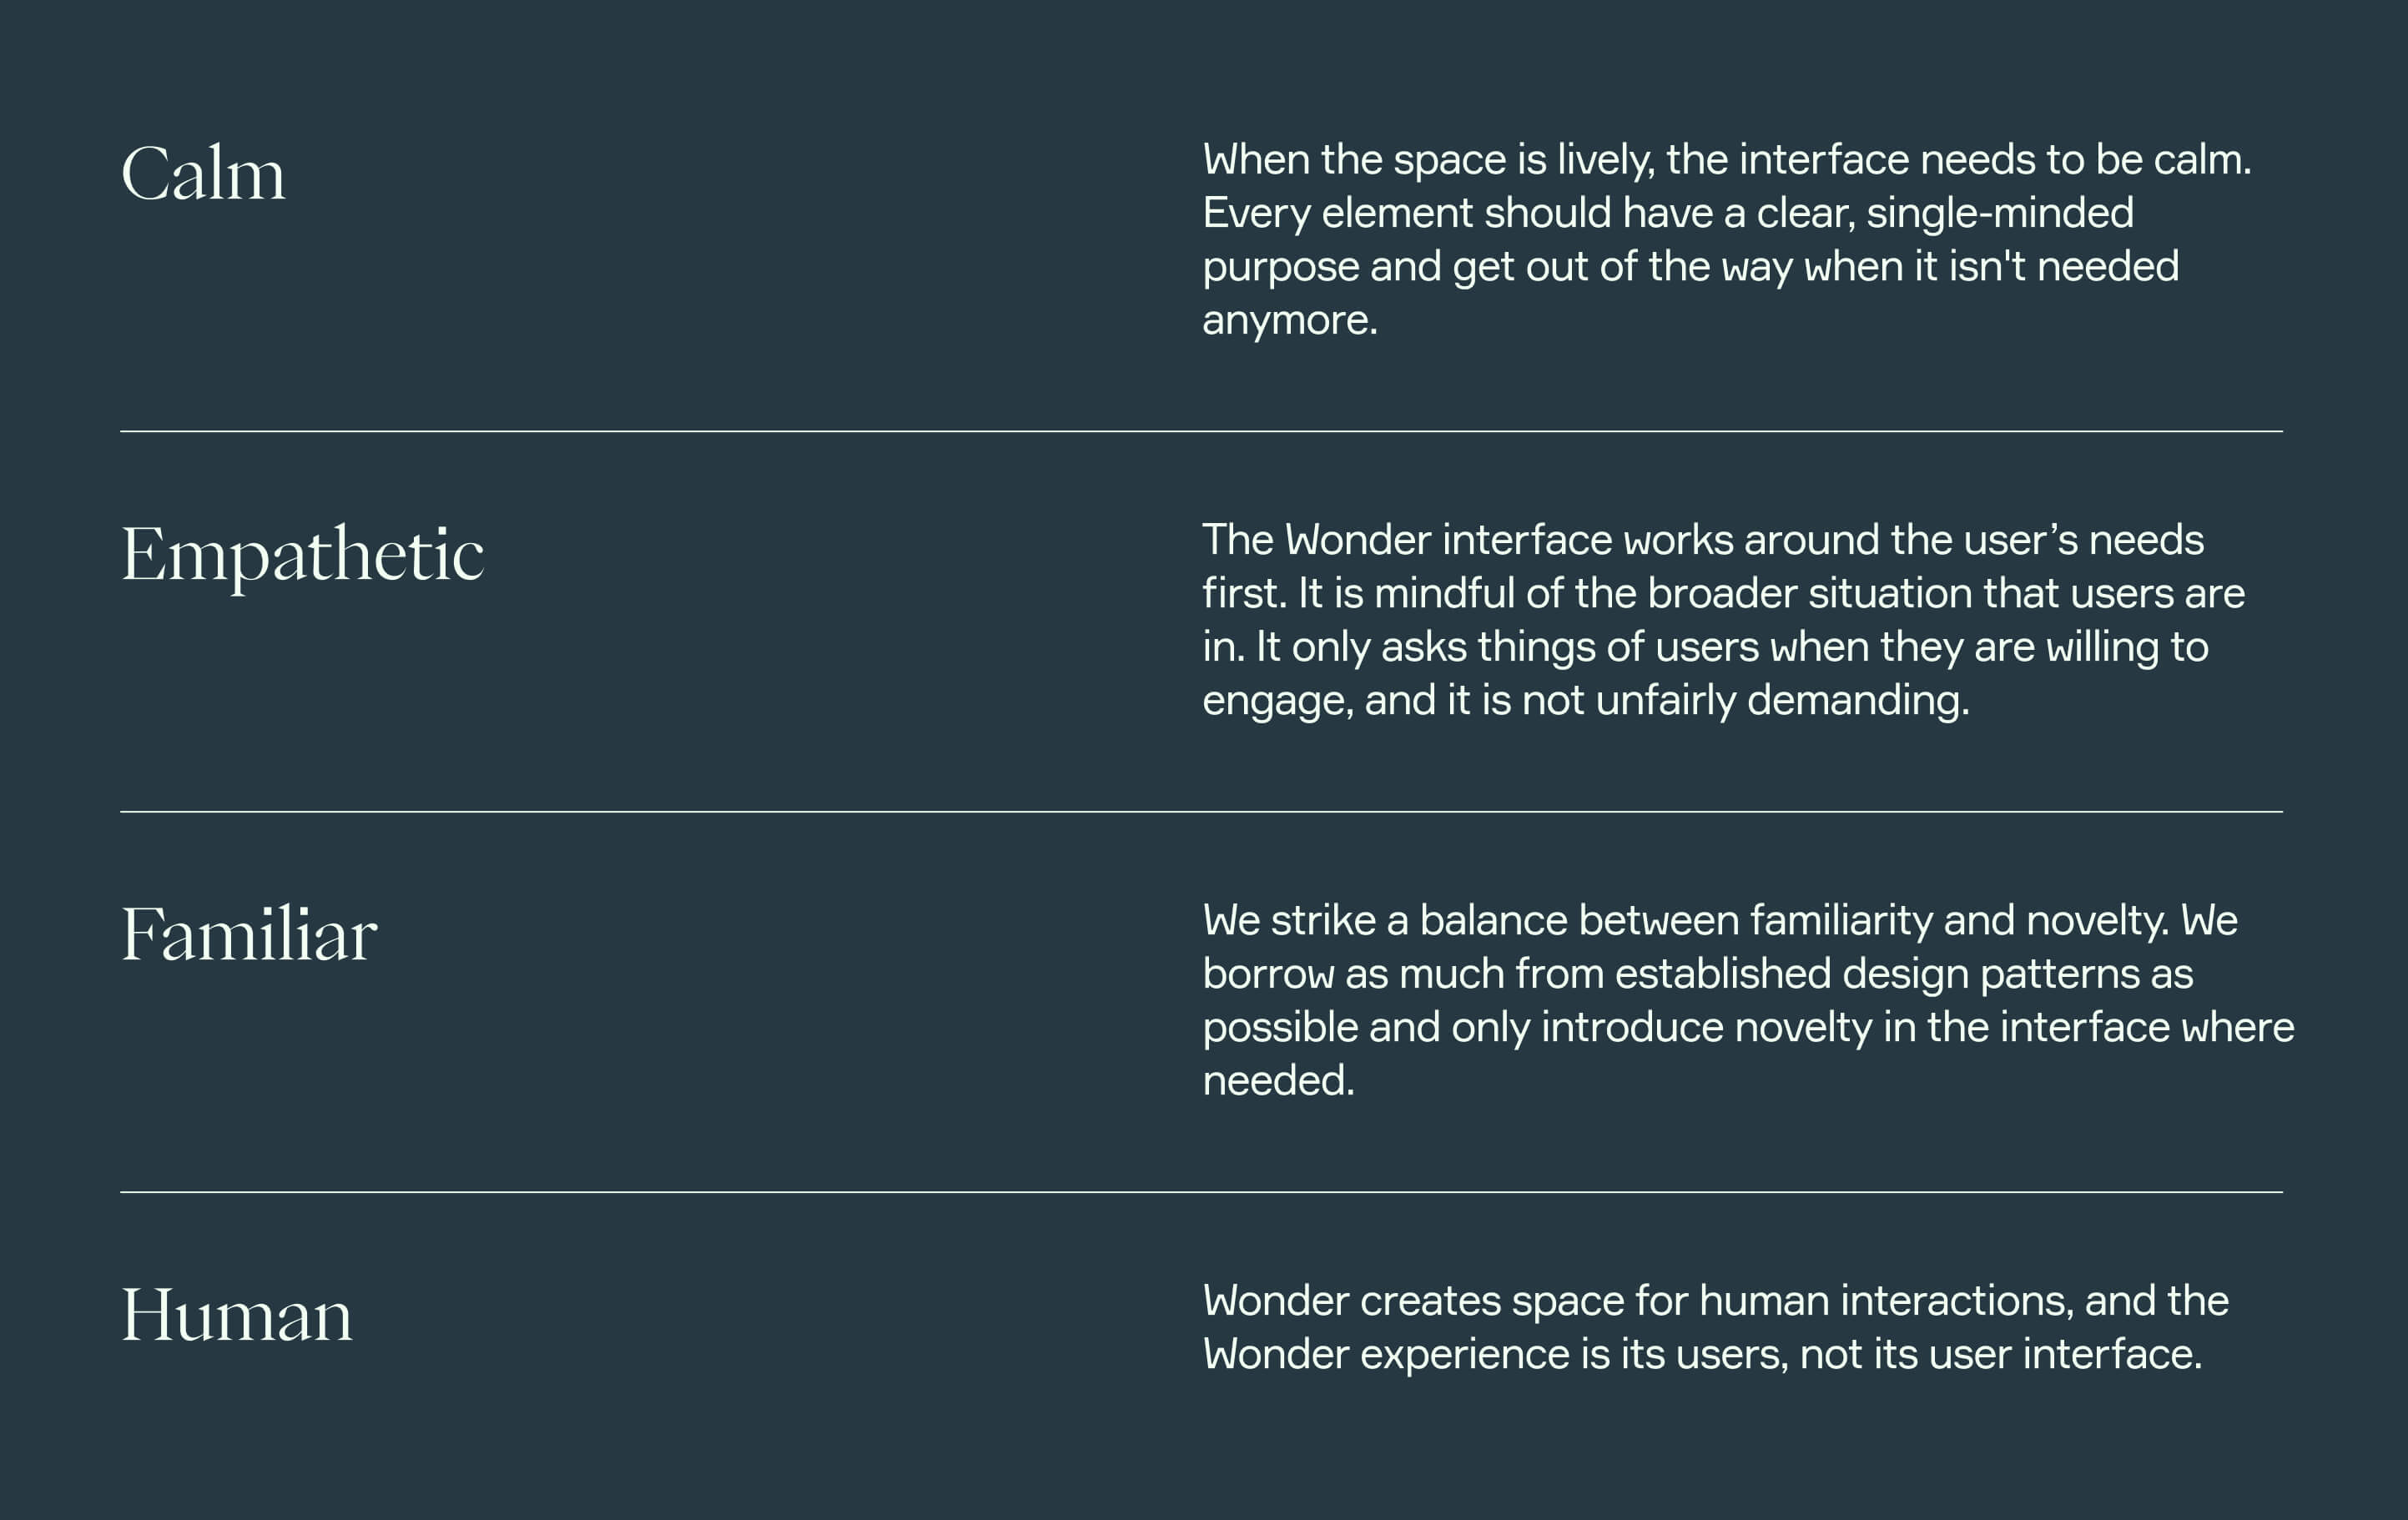 Calm
When the space is lively, the interface needs to be calm.
Every element should have a clear, single-minded
purpose and get out of the way when it isn't needed
anymore.
Empathetic
The Wonder interface works around the user’s needs
first. It is mindful of the broader situation that users are
in. It only asks things of users when they are willing to
engage, and it is not unfairly demanding.
Familiar
We strike a balance between familiarity and novelty. We
borrow as much from established design patterns as
possible and only introduce novelty in the interface where
needed.
Human
Wonder creates space for human interactions, and the
Wonder experience is its users, not its user interface.